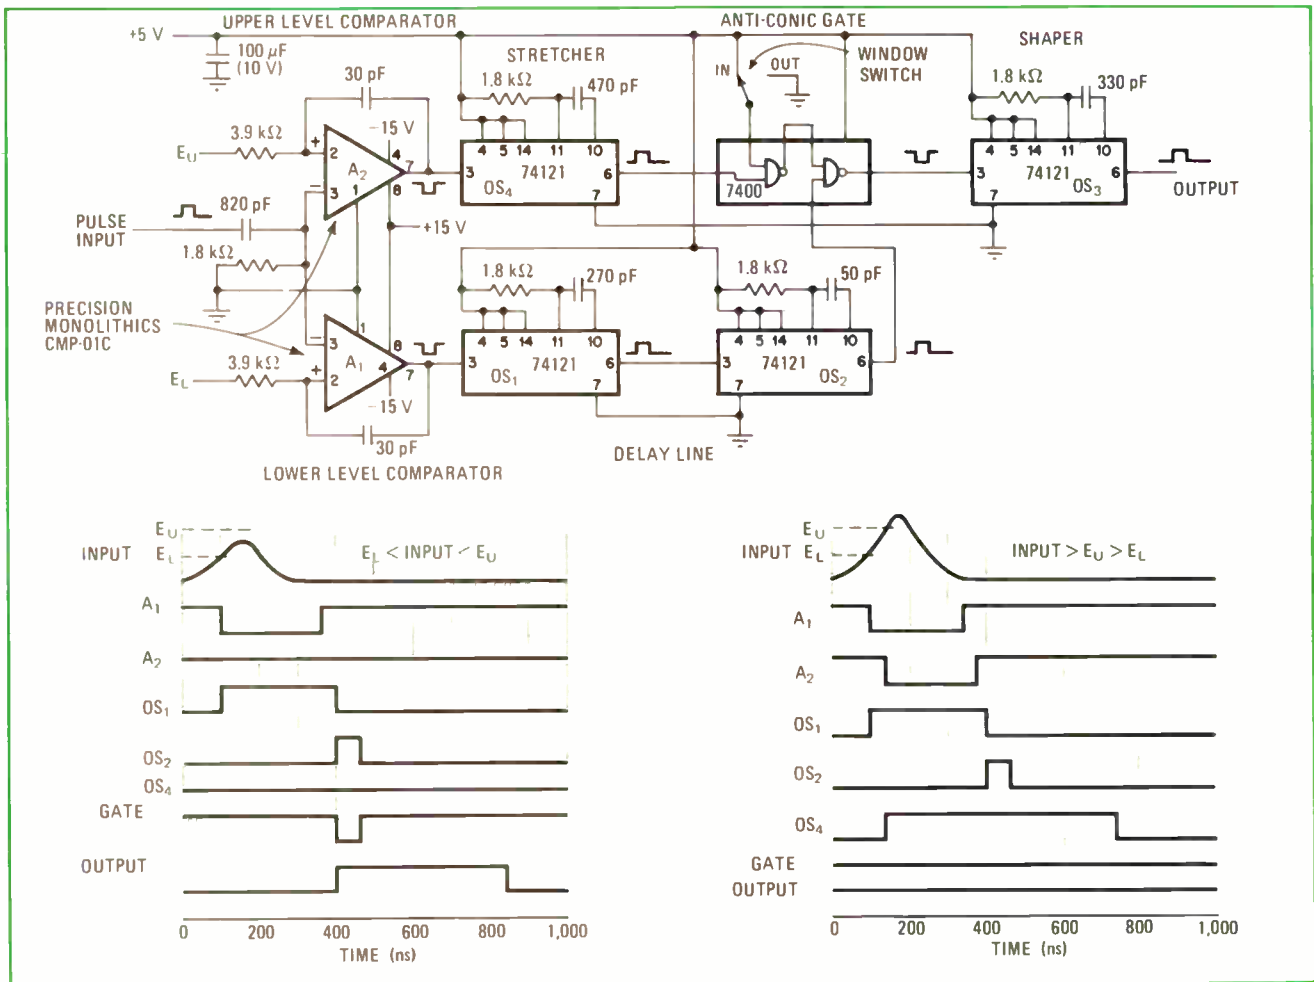 UPPER LEVEL COMPARATOR
ANTI-CONIC GATE
+5 V
SHAPER
100 µF
(10 V)
STRETCHER
IN
OUT
WINDOW
SWITCH
30 pF
1.8 kΩ
470 pF
1.8 kΩ
330 pF
−15 V
3.9 kΩ
EU
+
2
A2
4
7
3
−
1
8
4 5 14 11 10
3
74121
6
OS4
7
7400
4 5 14 11 10
3
74121
6
OS3
7
OUTPUT
PULSE
INPUT
820 pF
+15 V
1.8 kΩ
PRECISION
MONOLITHICS
CMP-01C
1.8 kΩ
270 pF
1.8 kΩ
50 pF
1
−
3
8
A1
+
2
4
7
3.9 kΩ
EL
−15 V
4 5 14 11 10
3
74121
6
OS1
7
4 5 14 11 10
3
74121
6
OS2
7
30 pF
DELAY LINE
LOWER LEVEL COMPARATOR
EU
INPUT
EL
EL < INPUT < EU
A1
A2
OS1
OS2
OS4
GATE
OUTPUT
0 200 400 600 800 1,000
TIME (ns)
EU
INPUT
EL
INPUT > EU > EL
A1
A2
OS1
OS2
OS4
GATE
OUTPUT
0 200 400 600 800 1,000
TIME (ns)